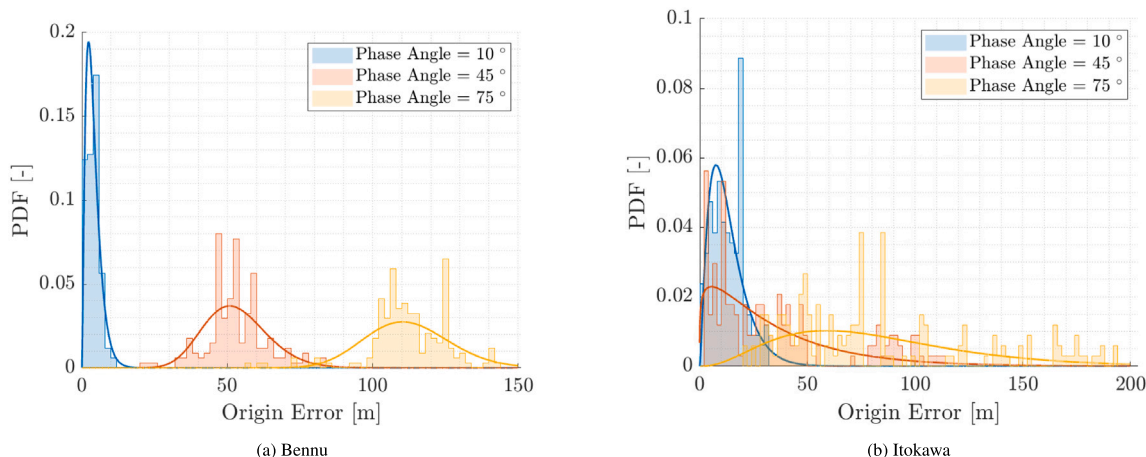 0.2
0.15
0.1
0.05
0
PDF [-]
Phase Angle = 10 °
Phase Angle = 45 °
Phase Angle = 75 °
0
50
100
150
Origin Error [m]
(a) Bennu
0.1
0.08
0.06
0.04
0.02
0
PDF [-]
Phase Angle = 10 °
Phase Angle = 45 °
Phase Angle = 75 °
0
50
100
150
200
Origin Error [m]
(b) Itokawa